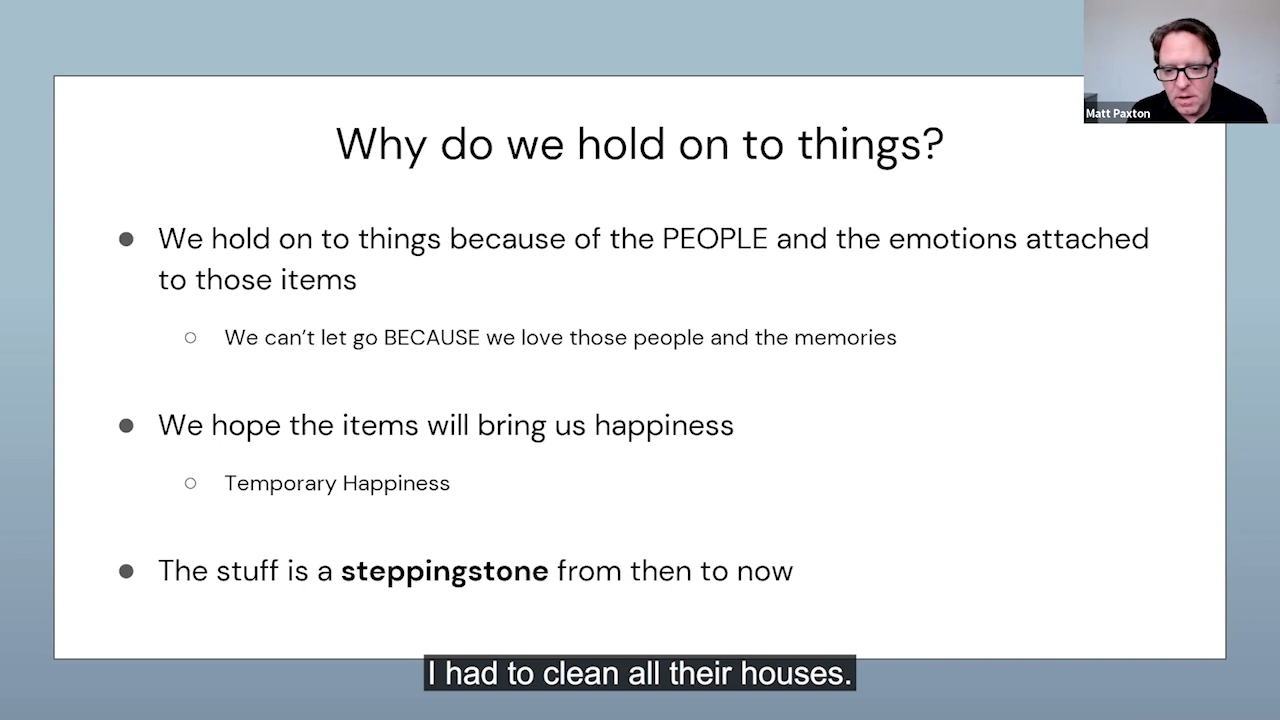 Matt Paxton
Why do we hold on to things?
● We hold on to things because of the PEOPLE and the emotions attached
to those items
○ We can't let go BECAUSE we love those people and the memories
● We hope the items will bring us happiness
○ Temporary Happiness
● The stuff is a steppingstone from then to now
I had to clean all their houses.